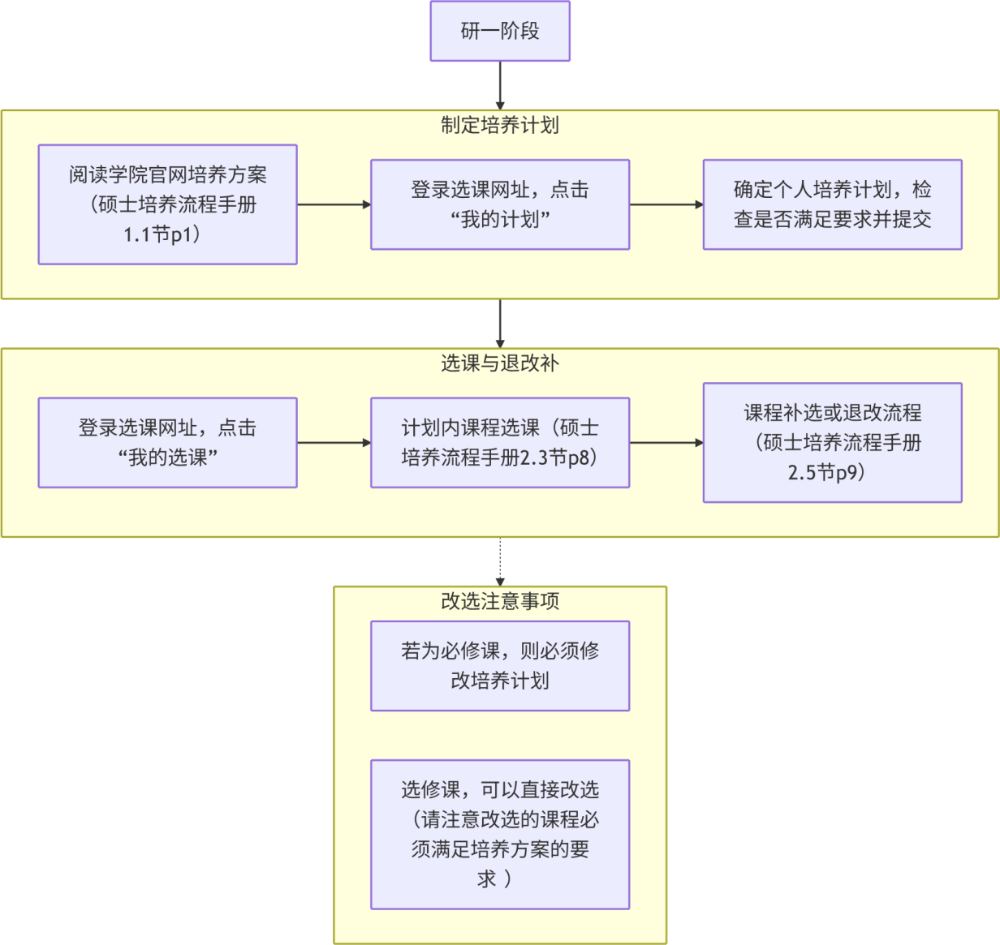 研一阶段
制定培养计划
阅读学院官网培养方案
（硕士培养流程手册
1.1节p1）
登录选课网址，点击
“我的计划”
确定个人培养计划，检
查是否满足要求并提交
选课与退改补
登录选课网址，点击
“我的选课”
计划内课程选课（硕士
培养流程手册2.3节p8）
课程补选或退改流程
（硕士培养流程手册
2.5节p9）
改选注意事项
若为必修课，则必须修
改培养计划
选修课，可以直接改选
（请注意改选的课程必
须满足培养方案的要
求 ）